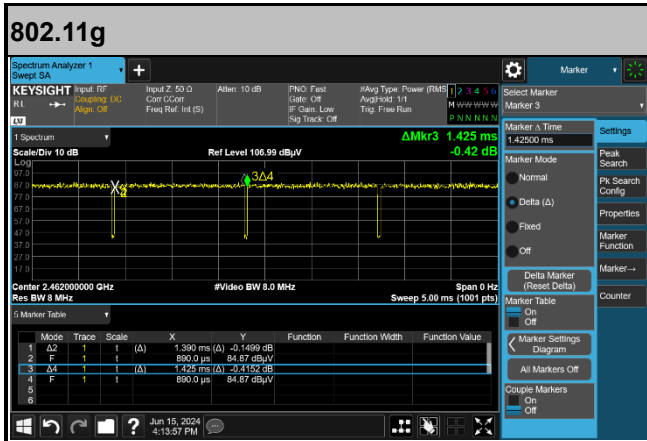 802.11g
Spectrum Analyzer 1
Swept SA
+
Marker
KEYSIGHT
RL
LXI
Input: RF
Coupling: DC
Align: Off
Input Z: 50 Ω
Corr CCorr
Freq Ref: Int (S)
Atten: 10 dB
PNO: Fast
Gate: Off
IF Gain: Low
Sig Track: Off
#Avg Type: Power (RMS
Avg|Hold: 1/1
Trig: Free Run
1 2 3 4 5 6
M W W W W W
P N N N N N
Select Marker
Marker 3
1 Spectrum
ΔMkr3 1.425 ms
-0.42 dB
Scale/Div 10 dB
Ref Level 106.99 dBµV
Log
97.0
87.0
77.0
67.0
57.0
47.0
37.0
27.0
17.0
3Δ4
Center 2.462000000 GHz
#Video BW 8.0 MHz
Span 0 Hz
Res BW 8 MHz
Sweep 5.00 ms (1001 pts)
5 Marker Table
Mode Trace Scale X Y Function Function Width Function Value
1 Δ2 1 t (Δ) 1.390 ms (Δ) -0.1499 dB
2 F 1 t 890.0 µs 84.87 dBµV
3 Δ4 1 t (Δ) 1.425 ms (Δ) -0.4152 dB
4 F 1 t 890.0 µs 84.87 dBµV
5
6
Marker Δ Time
1.42500 ms
Marker Mode
Normal
Delta (Δ)
Fixed
Off
Delta Marker
(Reset Delta)
Marker Table
On
Off
Marker Settings
Diagram
All Markers Off
Couple Markers
On
Off
Settings
Peak
Search
Pk Search
Config
Properties
Marker
Function
Marker→
Counter
?
Jun 15, 2024
4:13:57 PM